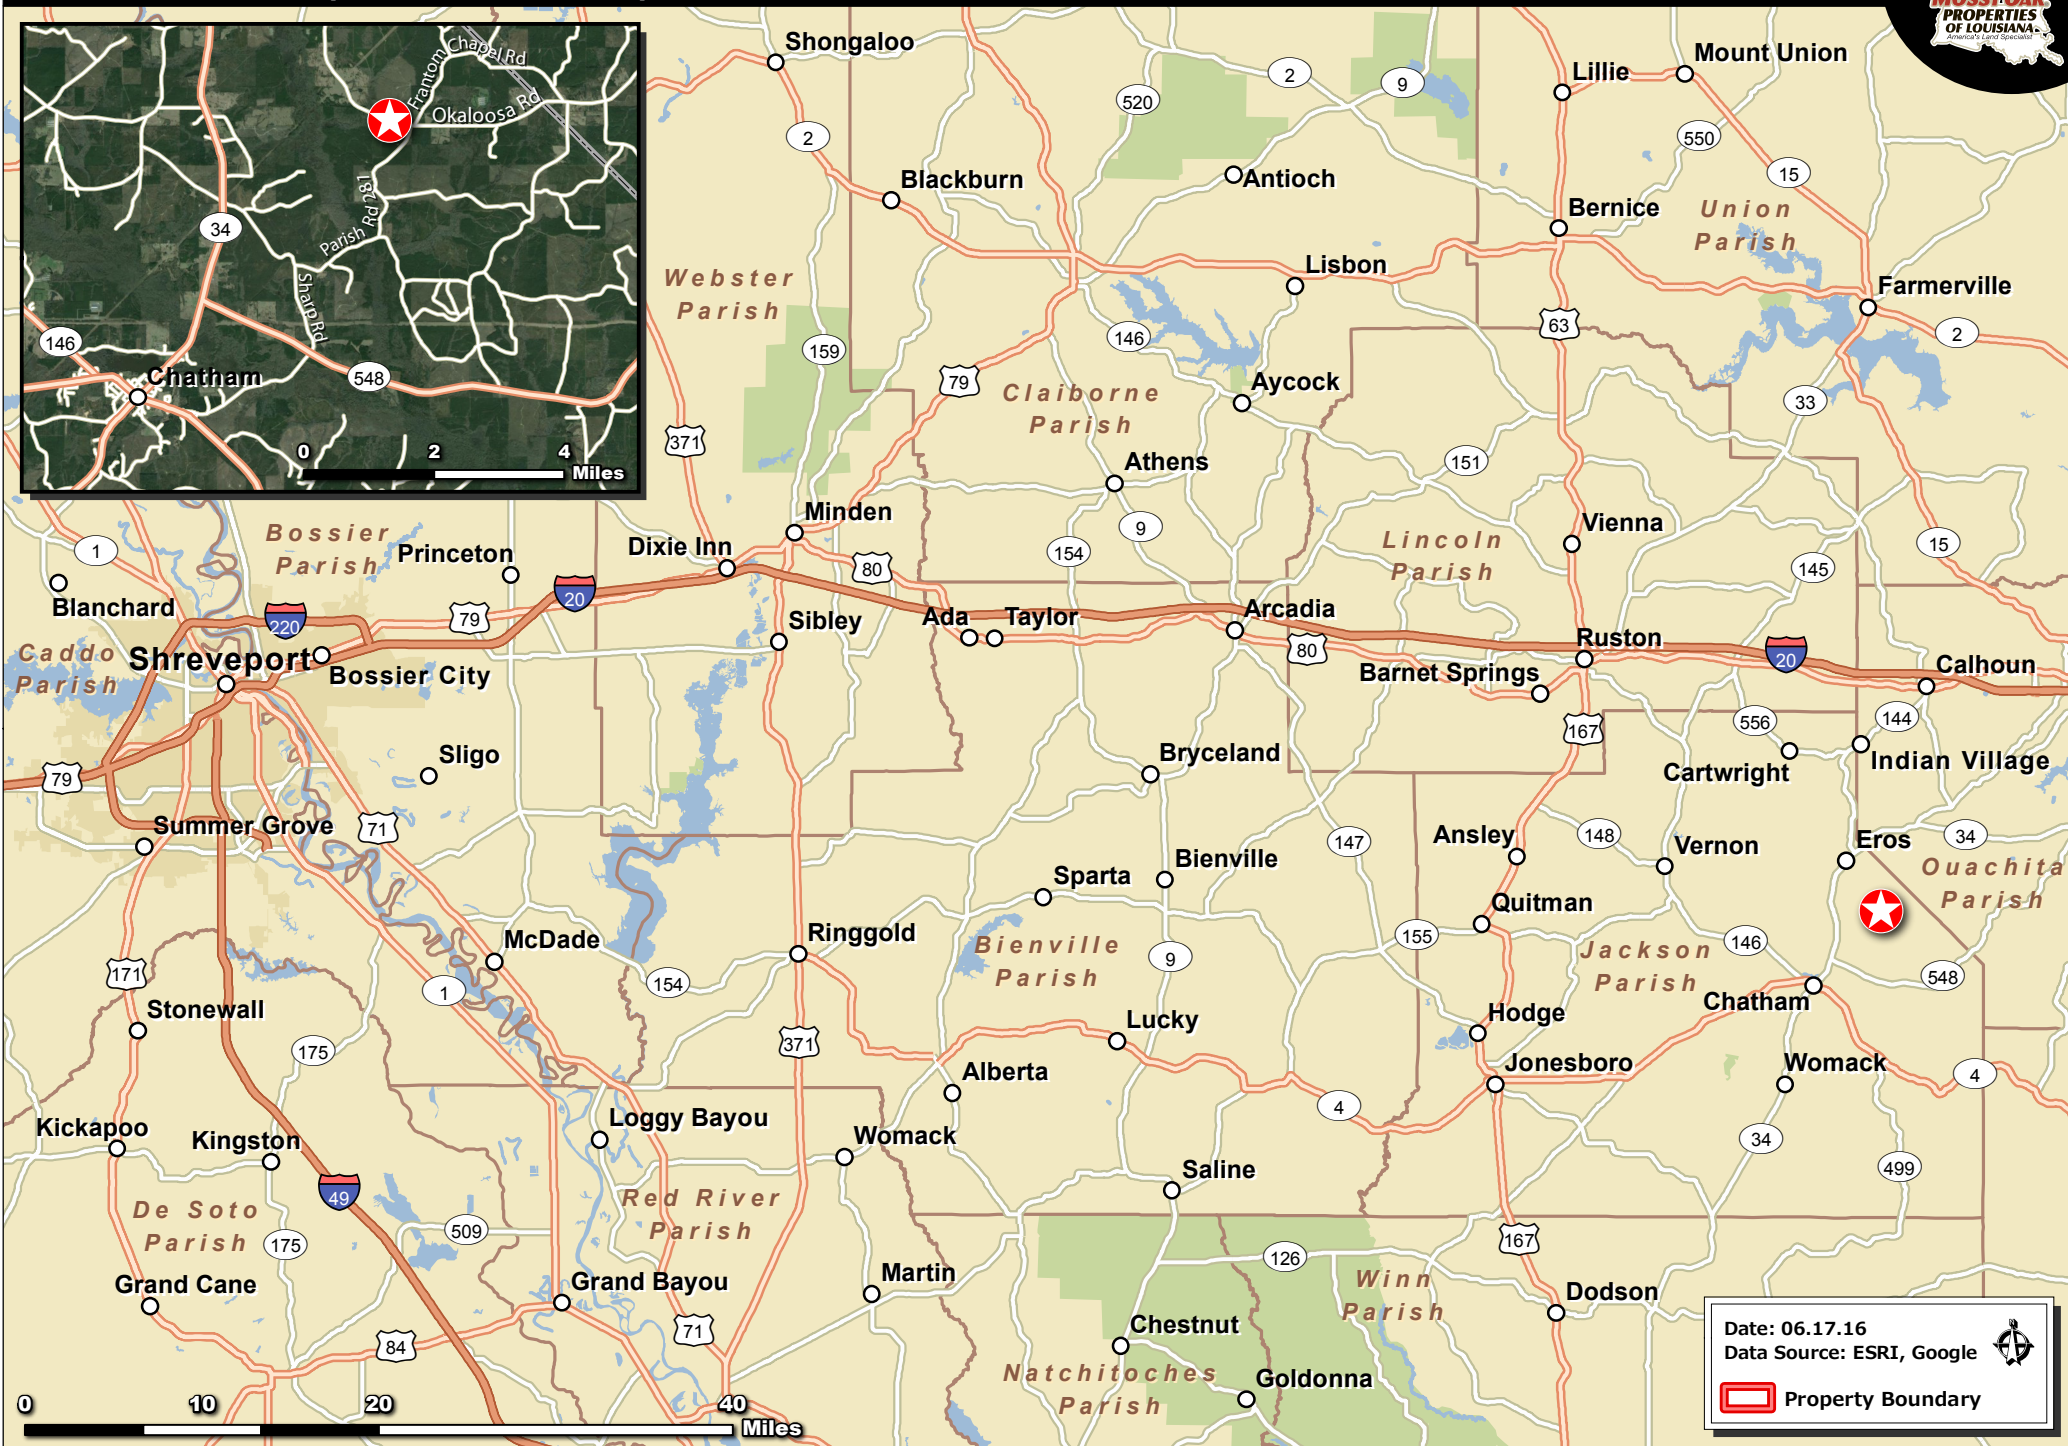 MOSSY OAK
PROPERTIES
OF LOUISIANA
America's Land Specialist
Chapel Rd
Frantom
Okaloosa Rd
Parish Rd 281
34
Sharp Rd
146
Chatham
548
0 2 4
Miles
Shongaloo
Mount Union
Lillie
2
9
520
2
550
15
Blackburn
Antioch
Bernice
Union
Parish
Webster
Parish
Lisbon
Farmerville
63
2
159
146
79
Claiborne
Parish
Aycock
33
371
Athens
151
Minden
9
Vienna
Bossier
Parish
Princeton
Dixie Inn
1
154
Lincoln
Parish
15
80
145
Blanchard
20
220
79
Sibley
Ada
Taylor
Arcadia
Ruston
80
20
Caddo
Parish
Shreveport
Bossier City
Barnet Springs
Calhoun
167
556
144
Sligo
Bryceland
Cartwright
Indian Village
79
71
Summer Grove
147
Ansley
148
Vernon
Eros
34
Bienville
Sparta
Ouachita
Parish
Quitman
McDade
Ringgold
Bienville
Parish
155
146
Jackson
Parish
9
171
1
154
548
Chatham
Stonewall
Lucky
Hodge
175
371
Jonesboro
Womack
4
Alberta
4
Loggy Bayou
Kickapoo
Kingston
Womack
34
499
Saline
49
De Soto
Parish
Red River
Parish
175
509
167
126
Martin
Winn
Parish
Grand Cane
Grand Bayou
Dodson
71
Chestnut
84
Natchitoches
Parish
Goldonna
0 10 20 40
Miles
Date: 06.17.16
Data Source: ESRI, Google
Property Boundary